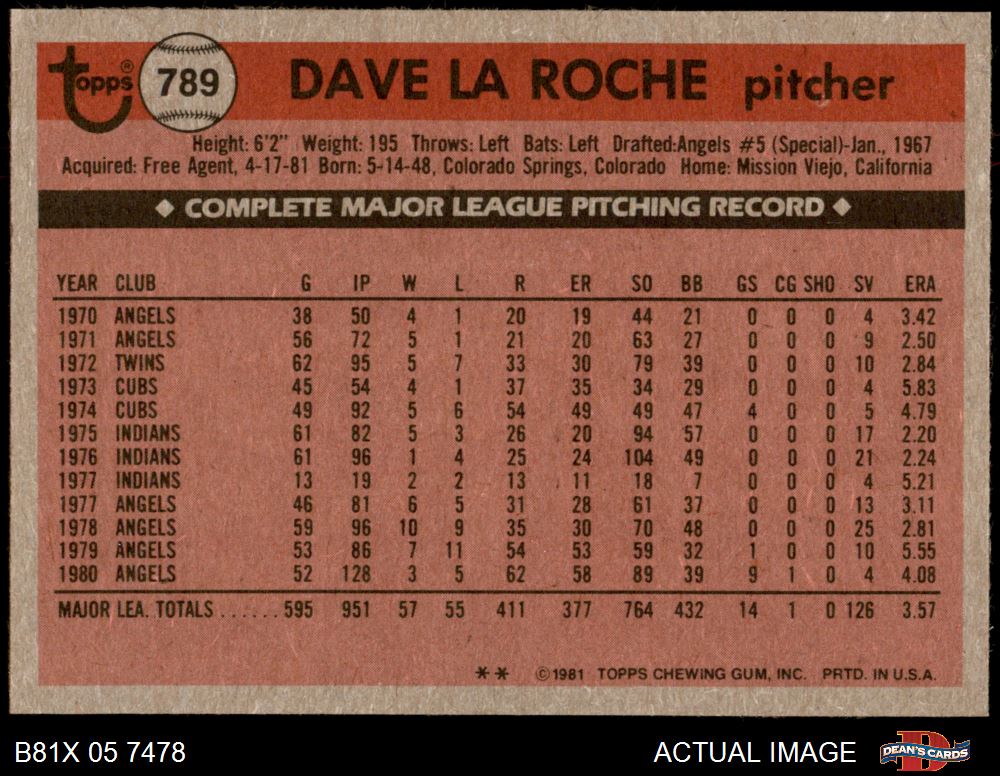 topps® 789 DAVE LA ROCHE pitcher
Height: 6'2" Weight: 195 Throws: Left Bats: Left Drafted:Angels #5 (Special)-Jan., 1967
Acquired: Free Agent, 4-17-81 Born: 5-14-48, Colorado Springs, Colorado Home: Mission Viejo, California
◆ COMPLETE MAJOR LEAGUE PITCHING RECORD ◆
YEAR CLUB G IP W L R ER SO BB GS CG SHO SV ERA
1970 ANGELS 38 50 4 1 20 19 44 21 0 0 0 4 3.42
1971 ANGELS 56 72 5 1 21 20 63 27 0 0 0 9 2.50
1972 TWINS 62 95 5 7 33 30 79 39 0 0 0 10 2.84
1973 CUBS 45 54 4 1 37 35 34 29 0 0 0 4 5.83
1974 CUBS 49 92 5 6 54 49 49 47 4 0 0 5 4.79
1975 INDIANS 61 82 5 3 26 20 94 57 0 0 0 17 2.20
1976 INDIANS 61 96 1 4 25 24 104 49 0 0 0 21 2.24
1977 INDIANS 13 19 2 2 13 11 18 7 0 0 0 4 5.21
1977 ANGELS 46 81 6 5 31 28 61 37 0 0 0 13 3.11
1978 ANGELS 59 96 10 9 35 30 70 48 0 0 0 25 2.81
1979 ANGELS 53 86 7 11 54 53 59 32 1 0 0 10 5.55
1980 ANGELS 52 128 3 5 62 58 89 39 9 1 0 4 4.08
MAJOR LEA. TOTALS ...... 595 951 57 55 411 377 764 432 14 1 0 126 3.57
** ©1981 TOPPS CHEWING GUM, INC. PRTD. IN U.S.A.
B81X 05 7478 ACTUAL IMAGE DEAN'S CARDS